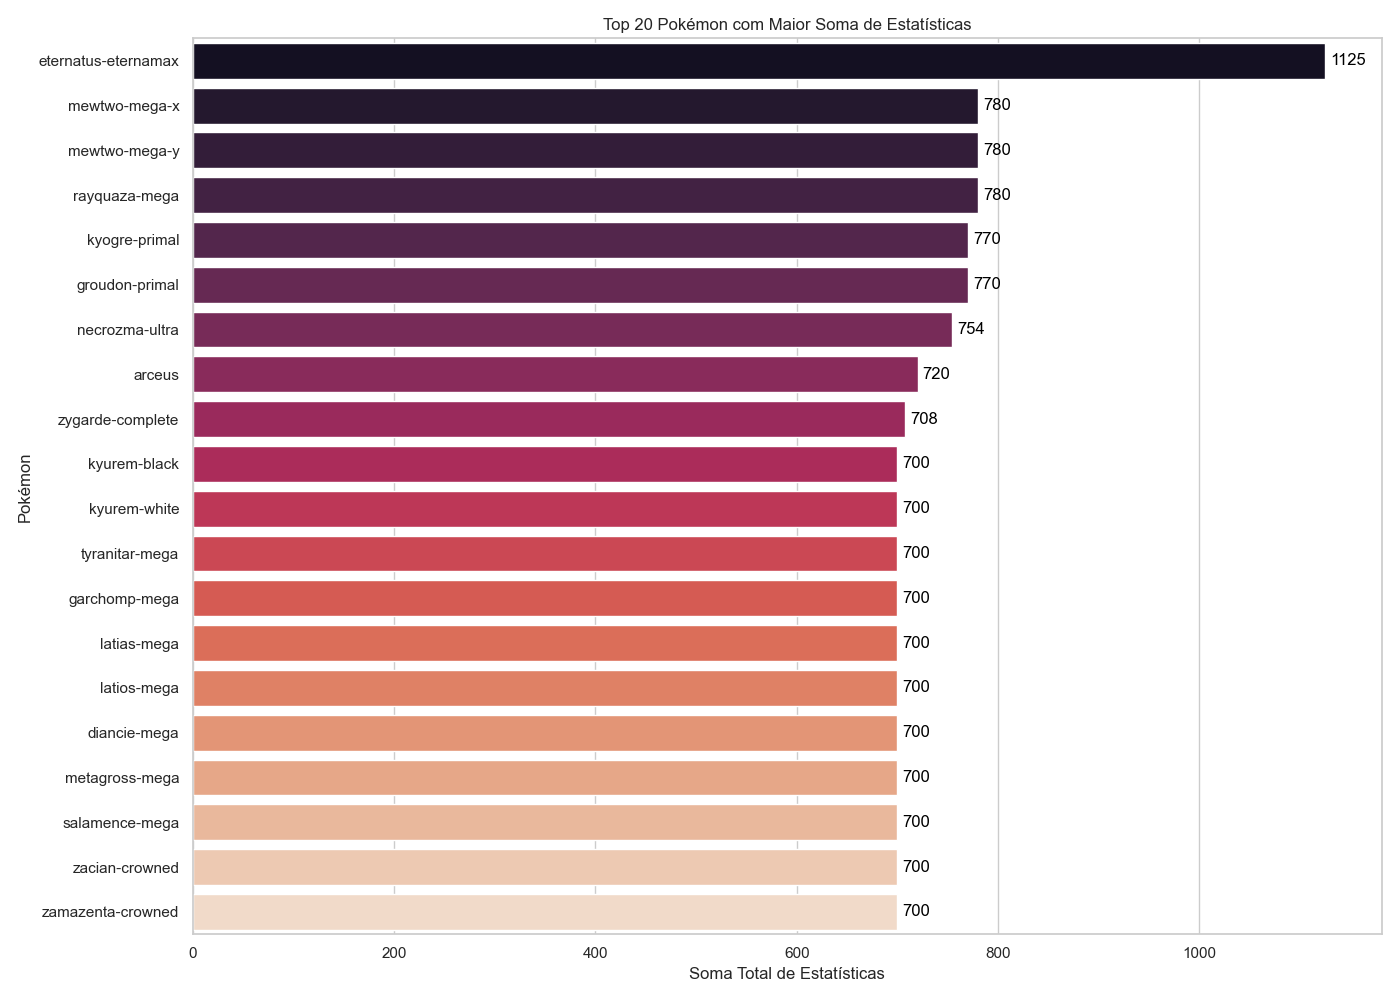 Top 20 Pokémon com Maior Soma de Estatísticas
Pokémon
eternatus-eternamax 1125
mewtwo-mega-x 780
mewtwo-mega-y 780
rayquaza-mega 780
kyogre-primal 770
groudon-primal 770
necrozma-ultra 754
arceus 720
zygarde-complete 708
kyurem-black 700
kyurem-white 700
tyranitar-mega 700
garchomp-mega 700
latias-mega 700
latios-mega 700
diancie-mega 700
metagross-mega 700
salamence-mega 700
zacian-crowned 700
zamazenta-crowned 700
0 200 400 600 800 1000
Soma Total de Estatísticas